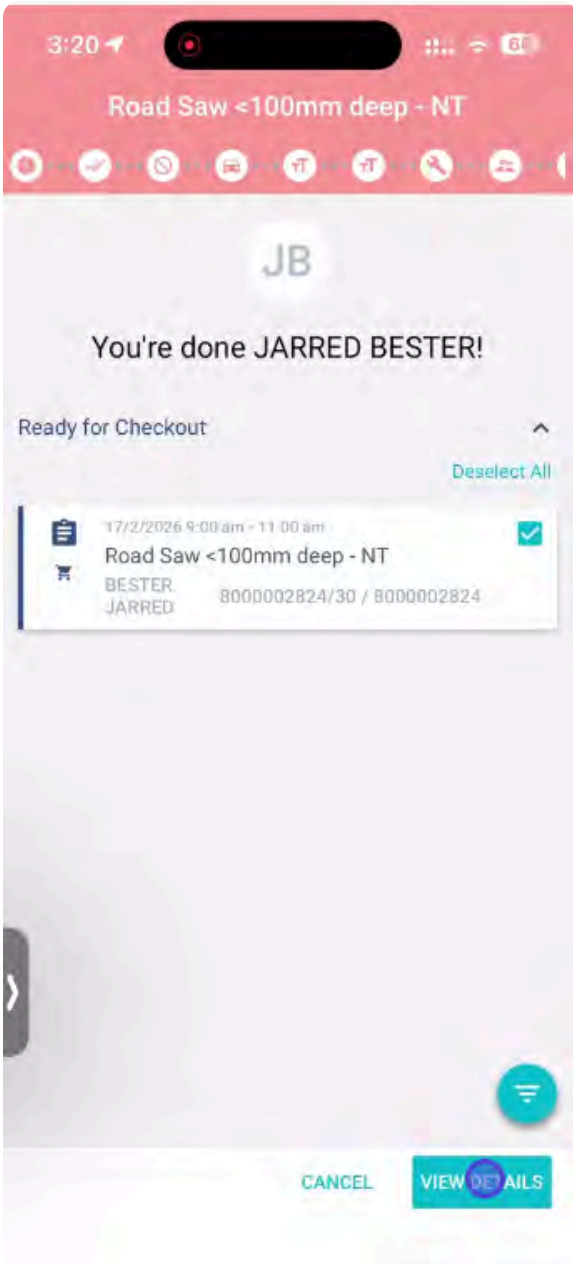 3:20
Road Saw <100mm deep - NT
JB
You're done JARRED BESTER!
Ready for Checkout
Deselect All
17/2/2026 9:00 am - 11:00 am
Road Saw <100mm deep - NT
BESTER JARRED 8000002824/30 / 8000002824
CANCEL
VIEW DETAILS